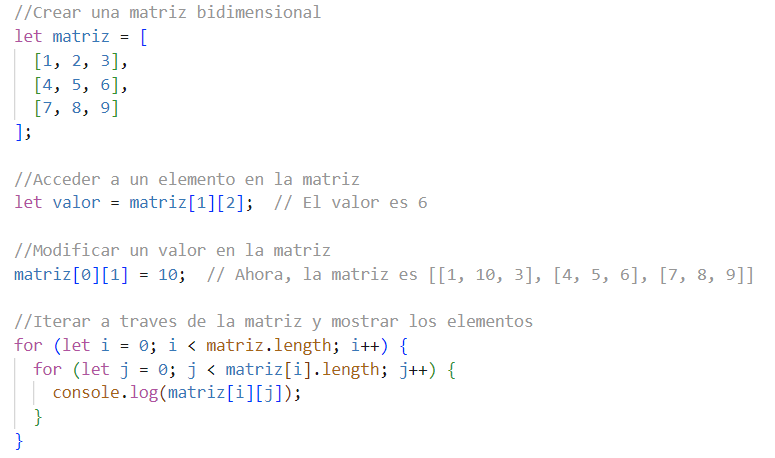 //Crear una matriz bidimensional
let matriz = [
  [1, 2, 3],
  [4, 5, 6],
  [7, 8, 9]
];

//Acceder a un elemento en la matriz
let valor = matriz[1][2];  // El valor es 6

//Modificar un valor en la matriz
matriz[0][1] = 10;  // Ahora, la matriz es [[1, 10, 3], [4, 5, 6], [7, 8, 9]]

//Iterar a traves de la matriz y mostrar los elementos
for (let i = 0; i < matriz.length; i++) {
  for (let j = 0; j < matriz[i].length; j++) {
    console.log(matriz[i][j]);
  }
}